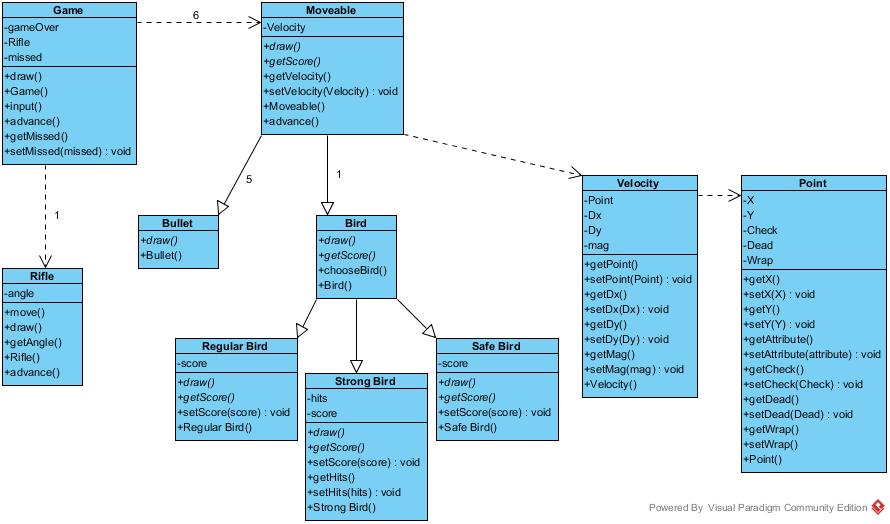 Game
-gameOver
-Rifle
-missed
+draw()
+Game()
+input()
+advance()
+getMissed()
+setMissed(missed) : void
6
Moveable
-Velocity
+draw()
+getScore()
+getVelocity()
+setVelocity(Velocity) : void
+Moveable()
+advance()
1
5
1
Rifle
-angle
+move()
+draw()
+getAngle()
+Rifle()
+advance()
Bullet
+draw()
+Bullet()
Bird
+draw()
+getScore()
+chooseBird()
+Bird()
Velocity
-Point
-Dx
-Dy
-mag
+getPoint()
+setPoint(Point) : void
+getDx()
+setDx(Dx) : void
+getDy()
+setDy(Dy) : void
+getMag()
+setMag(mag) : void
+Velocity()
Point
-X
-Y
-Check
-Dead
-Wrap
+getX()
+setX(X) : void
+getY()
+setY(Y) : void
+getAttribute()
+setAttribute(attribute) : void
+getCheck()
+setCheck(Check) : void
+getDead()
+setDead(Dead) : void
+getWrap()
+setWrap()
+Point()
Regular Bird
-score
+draw()
+getScore()
+setScore(score) : void
+Regular Bird()
Strong Bird
-hits
-score
+draw()
+getScore()
+setScore(score) : void
+getHits()
+setHits(hits) : void
+Strong Bird()
Safe Bird
-score
+draw()
+getScore()
+setScore(score) : void
+Safe Bird()
Powered By Visual Paradigm Community Edition